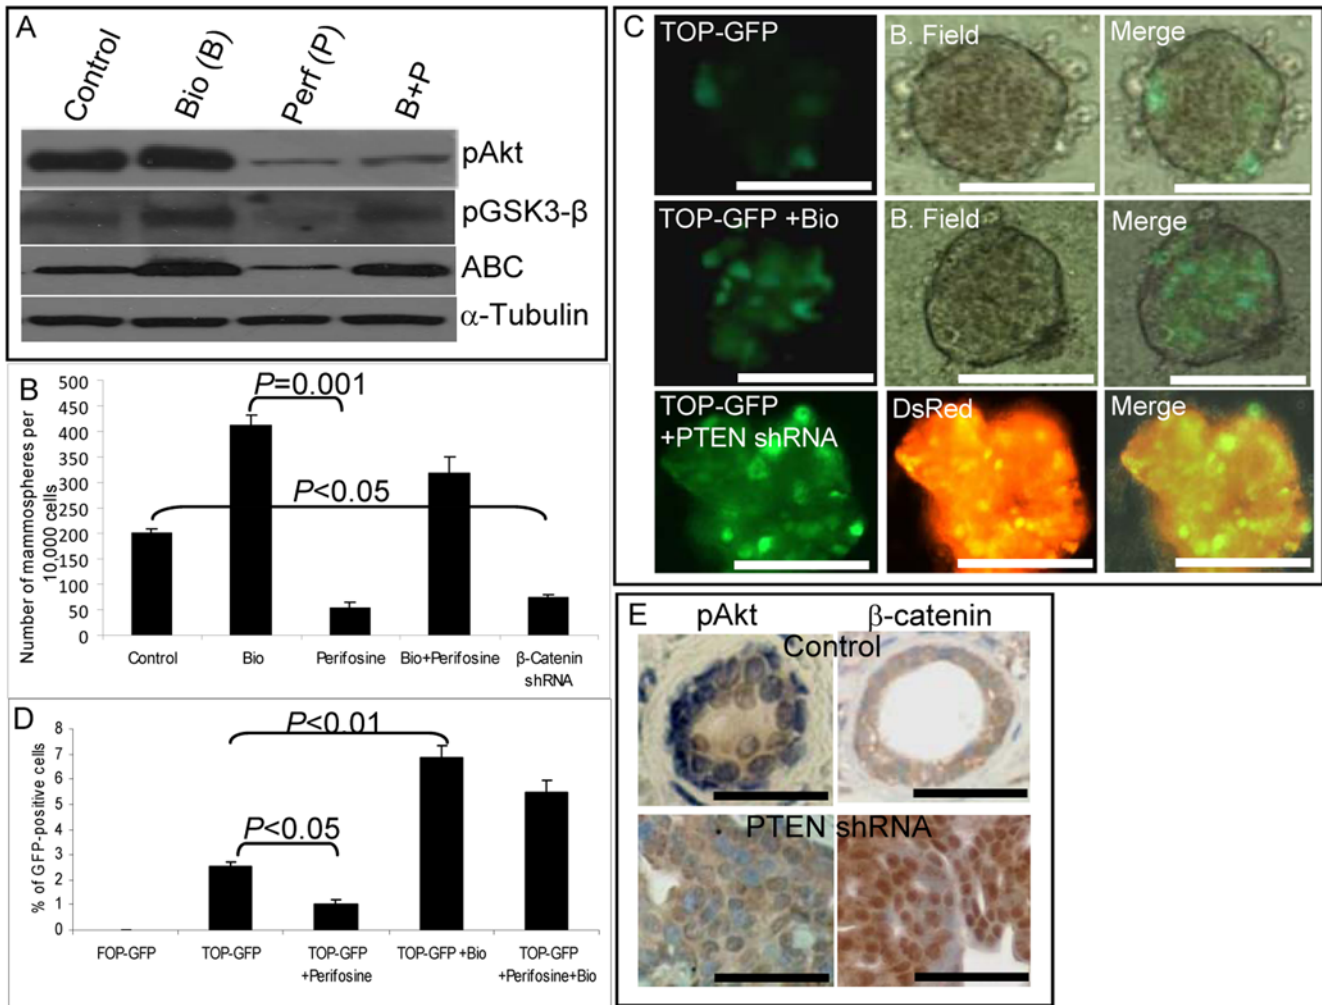 A
Control
Bio (B)
Perf (P)
B+P
pAkt
pGSK3-β
ABC
α-Tubulin
B
Number of mammospheres per
10,000 cells
500
450
400
350
300
250
200
150
100
50
0
P=0.001
P<0.05
Control
Bio
Perifosine
Bio+Perifosine
β-Catenin
shRNA
C
TOP-GFP
B. Field
Merge
TOP-GFP +Bio
B. Field
Merge
TOP-GFP
+PTEN shRNA
DsRed
Merge
D
% of GFP-positive cells
8
7
6
5
4
3
2
1
0
P<0.01
P<0.05
FOP-GFP
TOP-GFP
TOP-GFP
+Perifosine
TOP-GFP +Bio
TOP-GFP
+Perifosine+Bio
E
pAkt
β-catenin
Control
PTEN shRNA